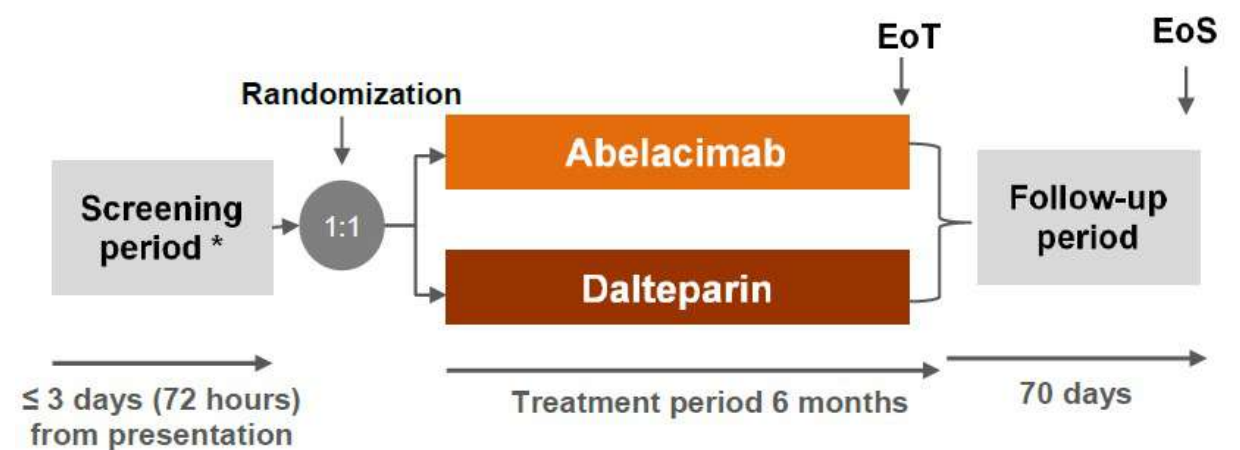 EoT
EoS
Randomization
Screening
period *
1:1
Abelacimab
Dalteparin
Follow-up
period
≤ 3 days (72 hours)
from presentation
Treatment period 6 months
70 days